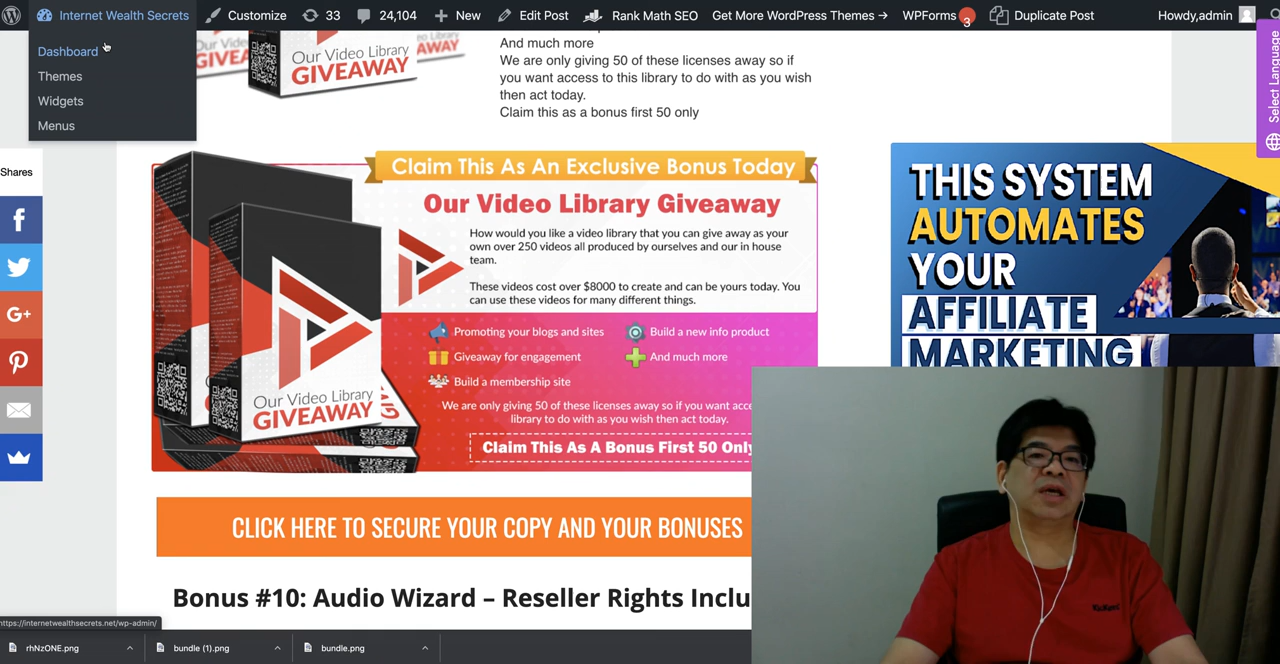 Internet Wealth Secrets
Customize
33
24,104
New
Edit Post
Rank Math SEO
Get More WordPress Themes →
WPForms
3
Duplicate Post
Howdy,admin
Dashboard
Themes
Widgets
Menus
Our Video Library
GIVEAWAY
And much more
We are only giving 50 of these licenses away so if
you want access to this library to do with as you wish
then act today.
Claim this as a bonus first 50 only
Select Language
Shares
f
G+
Claim This As An Exclusive Bonus Today
Our Video Library Giveaway
How would you like a video library that you can give away as your
own over 250 videos all produced by ourselves and our in house
team.
These videos cost over $8000 to create and can be yours today. You
can use these videos for many different things.
Promoting your blogs and sites
Build a new info product
Giveaway for engagement
And much more
Build a membership site
We are only giving 50 of these licenses away so if you want acce
library to do with as you wish then act today.
Claim This As A Bonus First 50 Only
Our Video Library
GIVEAWAY
THIS SYSTEM
AUTOMATES
YOUR
AFFILIATE
MARKETING
CLICK HERE TO SECURE YOUR COPY AND YOUR BONUSES
Bonus #10: Audio Wizard – Reseller Rights Inclu
https://internetwealthsecrets.net/wp-admin/
rhNzONE.png
bundle (1).png
bundle.png